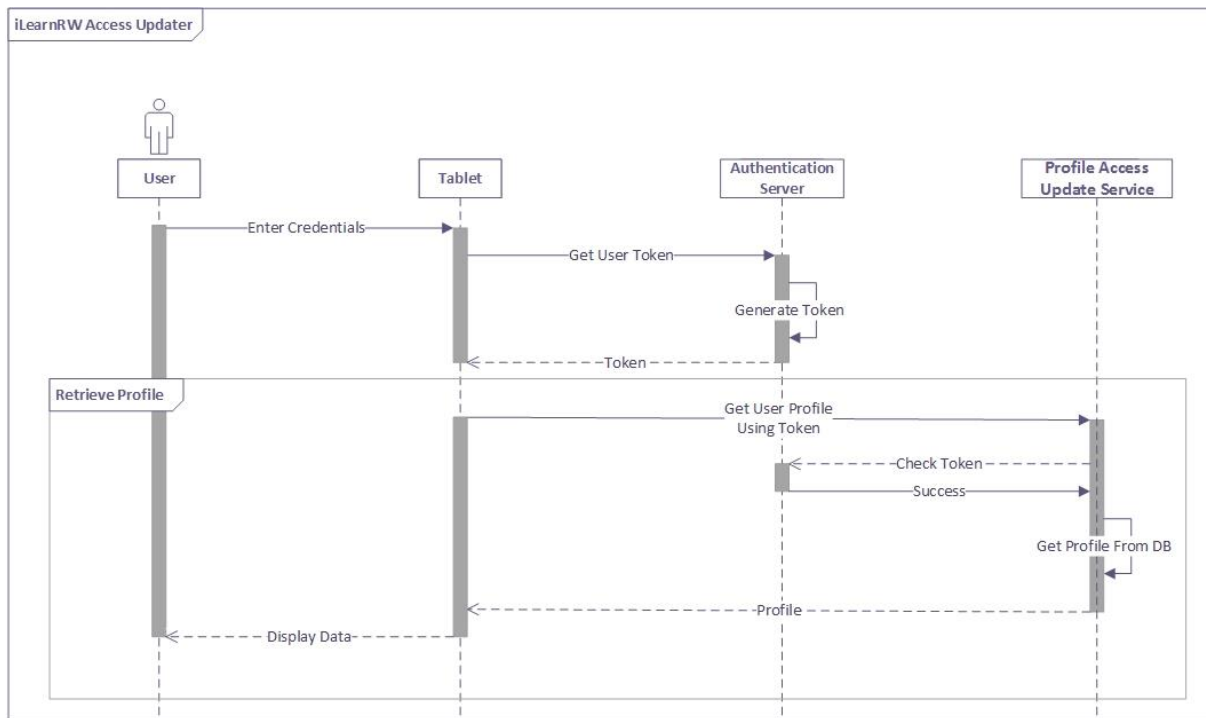 iLearnRW Access Updater
User
Tablet
Authentication
Server
Profile Access
Update Service
Enter Credentials
Get User Token
Generate Token
Token
Retrieve Profile
Get User Profile
Using Token
Check Token
Success
Get Profile From DB
Profile
Display Data